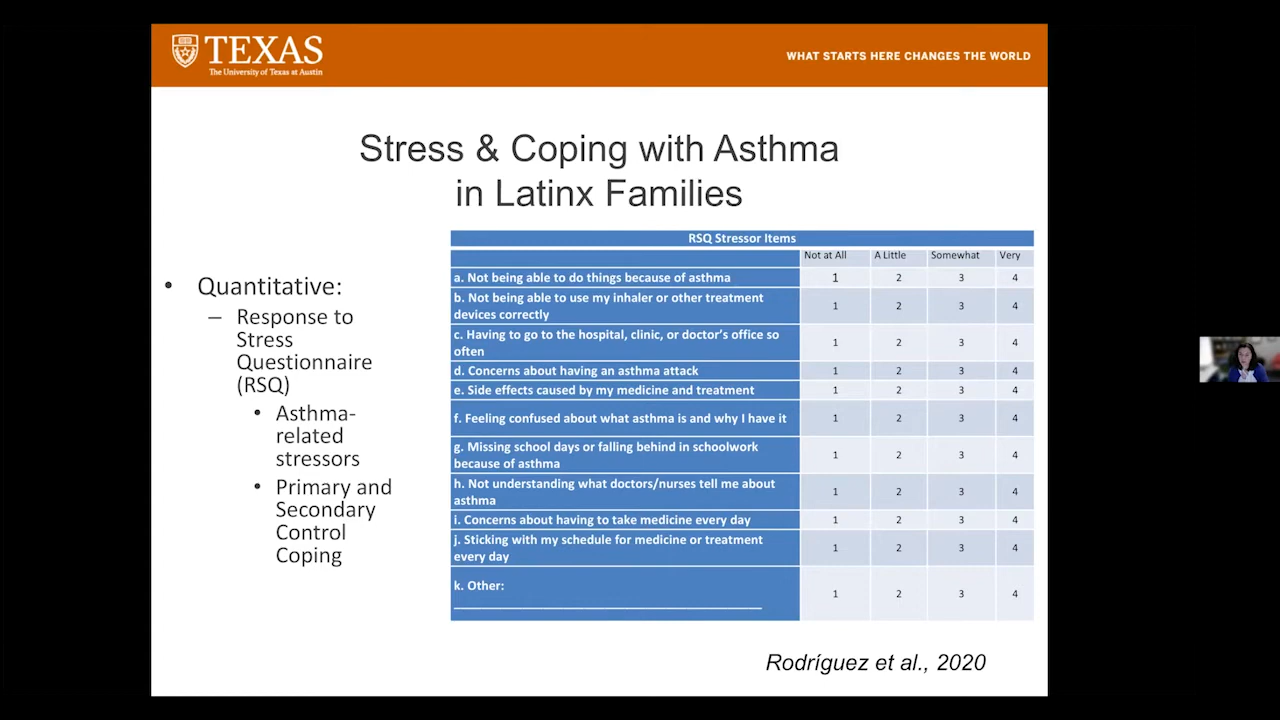 TEXAS
The University of Texas at Austin
WHAT STARTS HERE CHANGES THE WORLD
Stress & Coping with Asthma
in Latinx Families
• Quantitative:
– Response to
Stress
Questionnaire
(RSQ)
• Asthma-
related
stressors
• Primary and
Secondary
Control
Coping
RSQ Stressor Items
Not at All A Little Somewhat Very
a. Not being able to do things because of asthma 1 2 3 4
b. Not being able to use my inhaler or other treatment
devices correctly 1 2 3 4
c. Having to go to the hospital, clinic, or doctor's office so
often 1 2 3 4
d. Concerns about having an asthma attack 1 2 3 4
e. Side effects caused by my medicine and treatment 1 2 3 4
f. Feeling confused about what asthma is and why I have it 1 2 3 4
g. Missing school days or falling behind in schoolwork
because of asthma 1 2 3 4
h. Not understanding what doctors/nurses tell me about
asthma 1 2 3 4
i. Concerns about having to take medicine every day 1 2 3 4
j. Sticking with my schedule for medicine or treatment
every day 1 2 3 4
k. Other: 1 2 3 4
Rodríguez et al., 2020